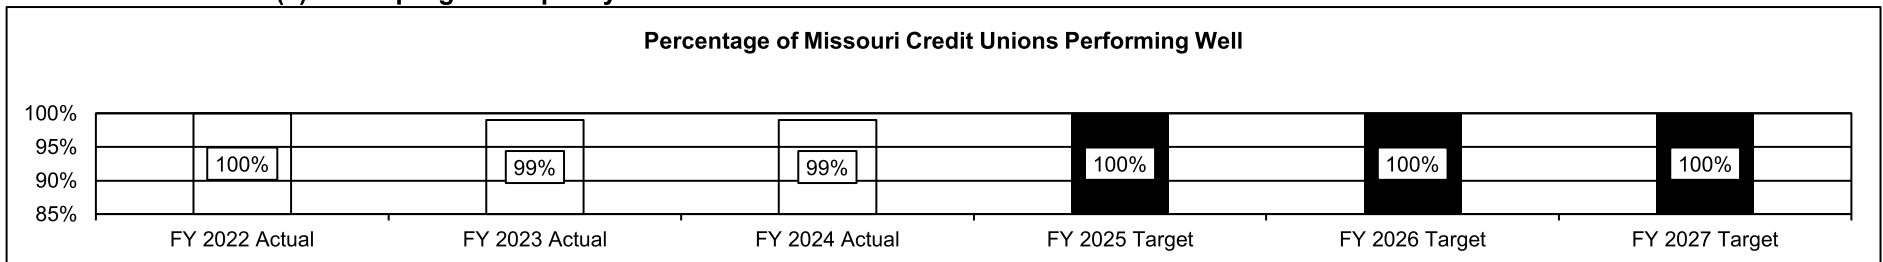 Percentage of Missouri Credit Unions Performing Well
100%
95%
90%
85%
100%
99%
99%
100%
100%
100%
FY 2022 Actual
FY 2023 Actual
FY 2024 Actual
FY 2025 Target
FY 2026 Target
FY 2027 Target